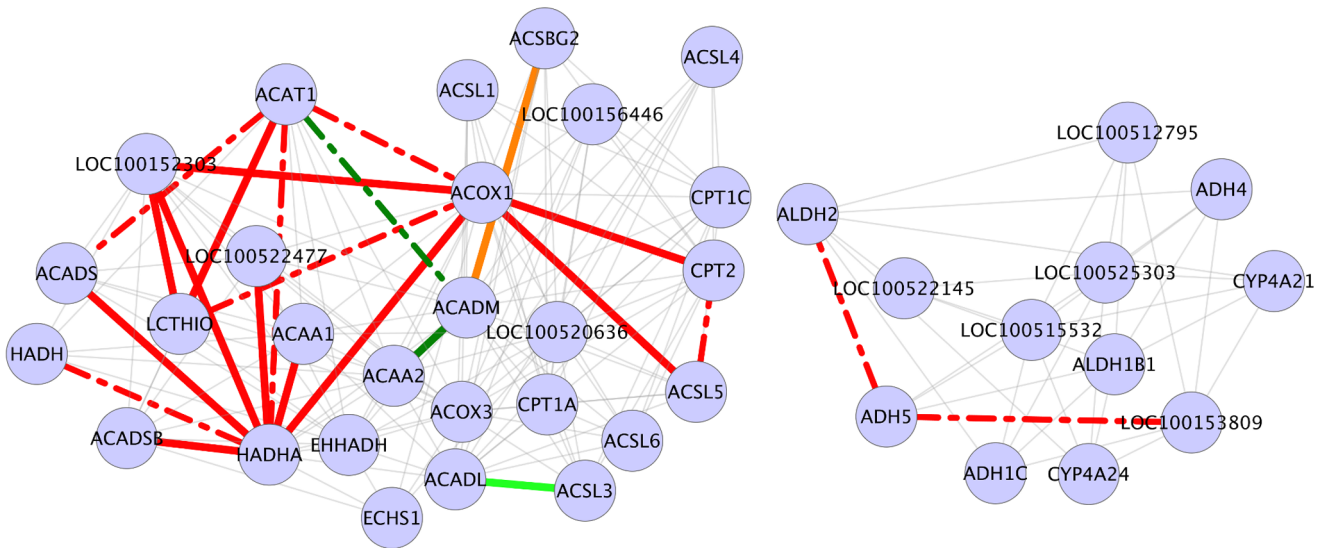 ACSBG2
ACSL4
ACSL1
ACAT1
LOC100156446
LOC100512795
LOC100152303
ACOX1
CPT1C
ADH4
ALDH2
LOC100522477
ACADS
CPT2
LOC100525303
CYP4A21
LOC100522145
ACADM
LCTHIO
ACAA1
LOC100520636
LOC100515532
HADH
ACAA2
ALDH1B1
ACSL5
CPT1A
ACOX3
ADH5
LOC100153809
ACADSB
ACSL6
EHHADH
HADHA
ADH1C
CYP4A24
ACADL
ACSL3
ECHS1